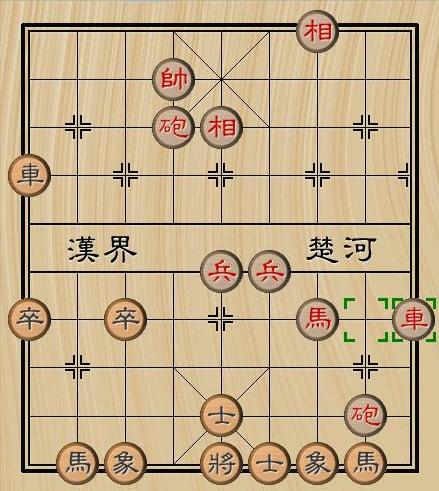 相
帥
砲 相
車
漢界 楚河
兵 兵
卒 卒 馬 車
士 砲
馬 象 將 士 象 馬